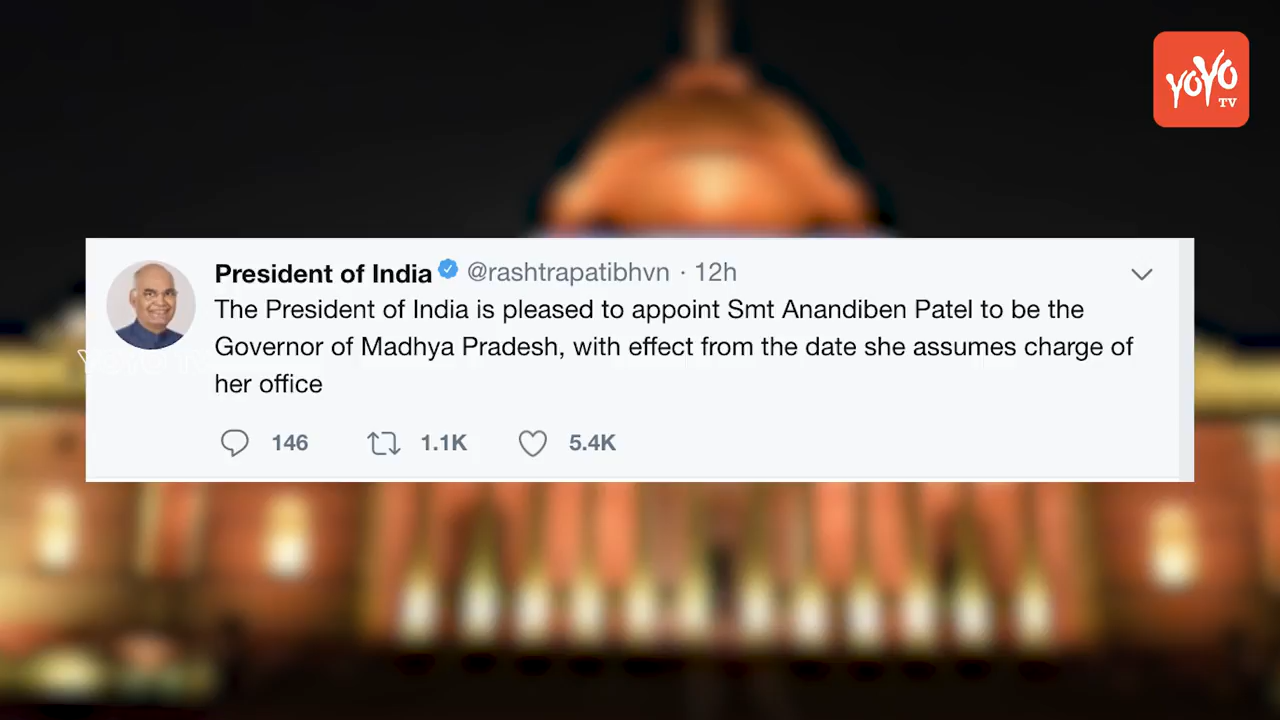 YOYO
TV
President of India @rashtrapatibhvn · 12h
The President of India is pleased to appoint Smt Anandiben Patel to be the
Governor of Madhya Pradesh, with effect from the date she assumes charge of
her office
146 1.1K 5.4K